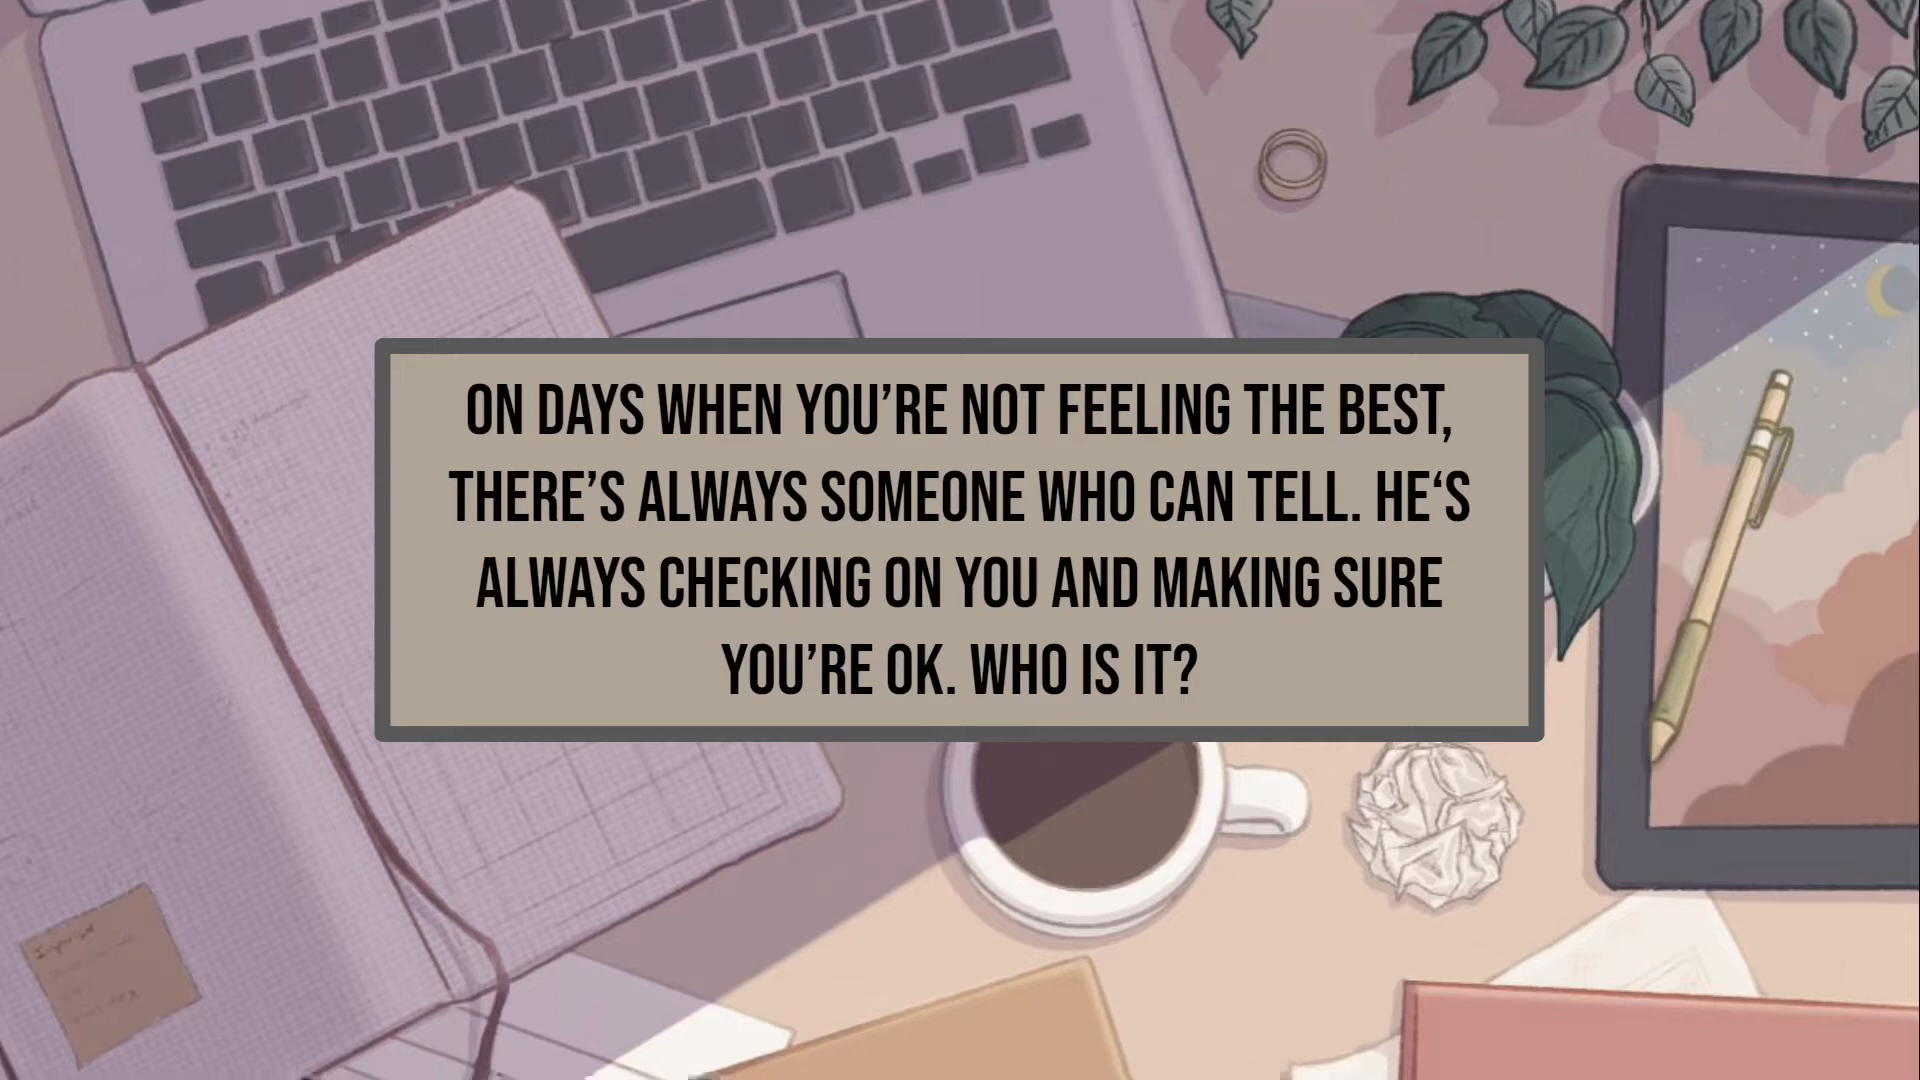 ON DAYS WHEN YOU’RE NOT FEELING THE BEST,
THERE’S ALWAYS SOMEONE WHO CAN TELL. HE‘S
ALWAYS CHECKING ON YOU AND MAKING SURE
YOU’RE OK. WHO IS IT?